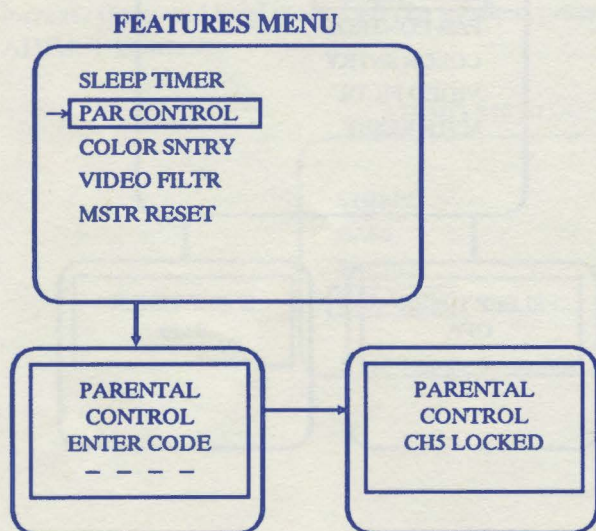 FEATURES MENU
SLEEP TIMER
→ PAR CONTROL
COLOR SNTRY
VIDEO FILTR
MSTR RESET
PARENTAL
CONTROL
ENTER CODE
_ _ _ _
PARENTAL
CONTROL
CH5 LOCKED